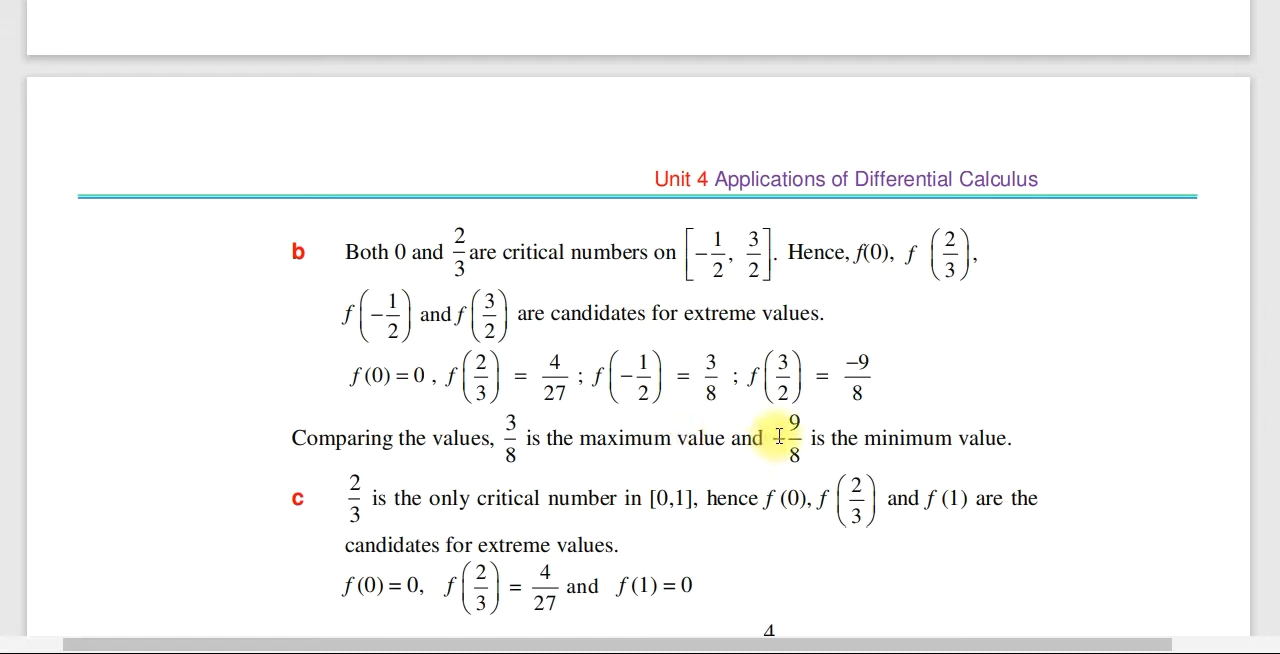 Unit 4 Applications of Differential Calculus
b Both 0 and 2/3 are critical numbers on [−1/2, 3/2]. Hence, f(0), f(2/3),
f(−1/2) and f(3/2) are candidates for extreme values.
f(0) = 0, f(2/3) = 4/27 ; f(−1/2) = 3/8 ; f(3/2) = −9/8
Comparing the values, 3/8 is the maximum value and −9/8 is the minimum value.
c 2/3 is the only critical number in [0,1], hence f(0), f(2/3) and f(1) are the
candidates for extreme values.
f(0) = 0, f(2/3) = 4/27 and f(1) = 0
4